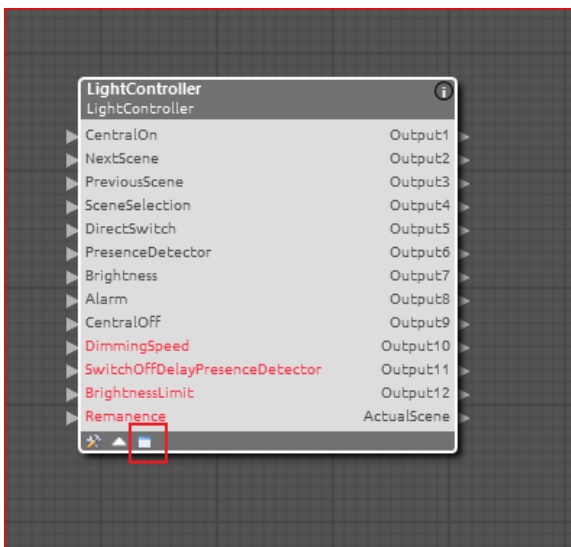 LightController
LightController
CentralOn Output1
NextScene Output2
PreviousScene Output3
SceneSelection Output4
DirectSwitch Output5
PresenceDetector Output6
Brightness Output7
Alarm Output8
CentralOff Output9
DimmingSpeed Output10
SwitchOffDelayPresenceDetector Output11
BrightnessLimit Output12
Remanence ActualScene